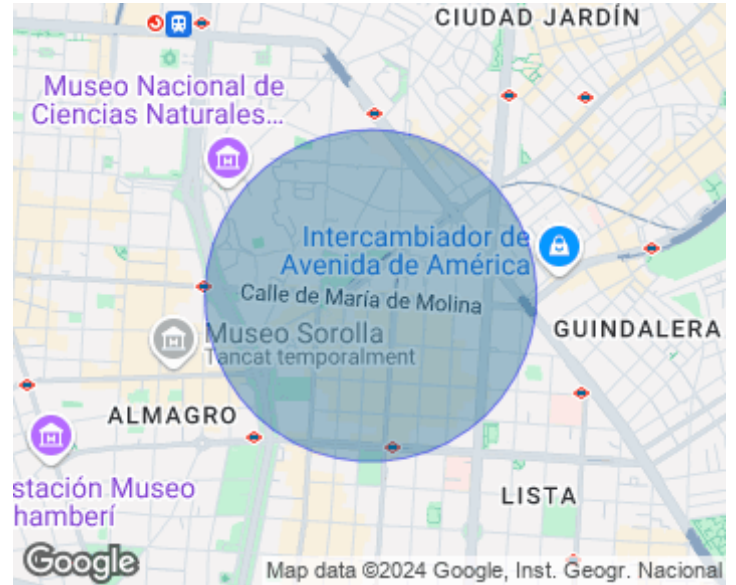 CIUDAD JARDÍN
Museo Nacional de
Ciencias Naturales...
Intercambiador de
Avenida de América
Calle de María de Molina
Museo Sorolla
Tancat temporalment
GUINDALERA
ALMAGRO
stación Museo
hamberí
LISTA
Google
Map data ©2024 Google, Inst. Geogr. Nacional